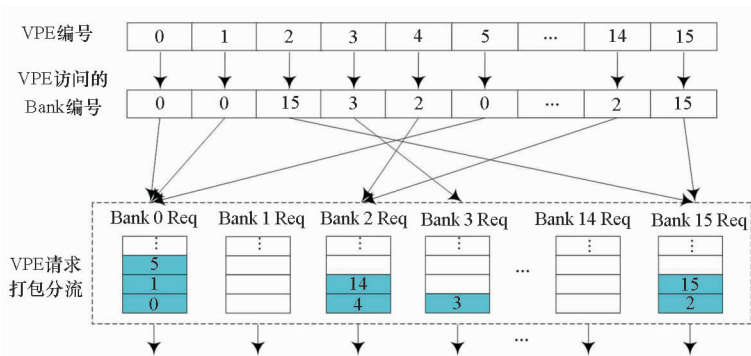 VPE编号 0 1 2 3 4 5 ... 14 15
VPE访问的
Bank编号 0 0 15 3 2 0 ... 2 15
Bank 0 Req Bank 1 Req Bank 2 Req Bank 3 Req Bank 14 Req Bank 15 Req
⋮ ⋮ ⋮ ⋮ ⋮ ⋮
VPE请求
打包分流
5
1 14 ... 15
0 4 3 2
...